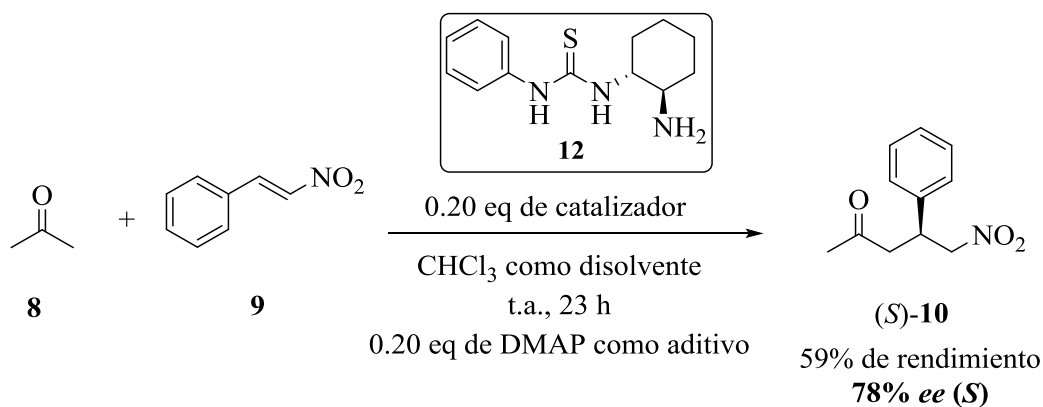 S
N
H
N
H
NH2
12
O
+
NO2
0.20 eq de catalizador
CHCl3 como disolvente
t.a., 23 h
0.20 eq de DMAP como aditivo
8
9
O
NO2
(S)-10
59% de rendimiento
78% ee (S)